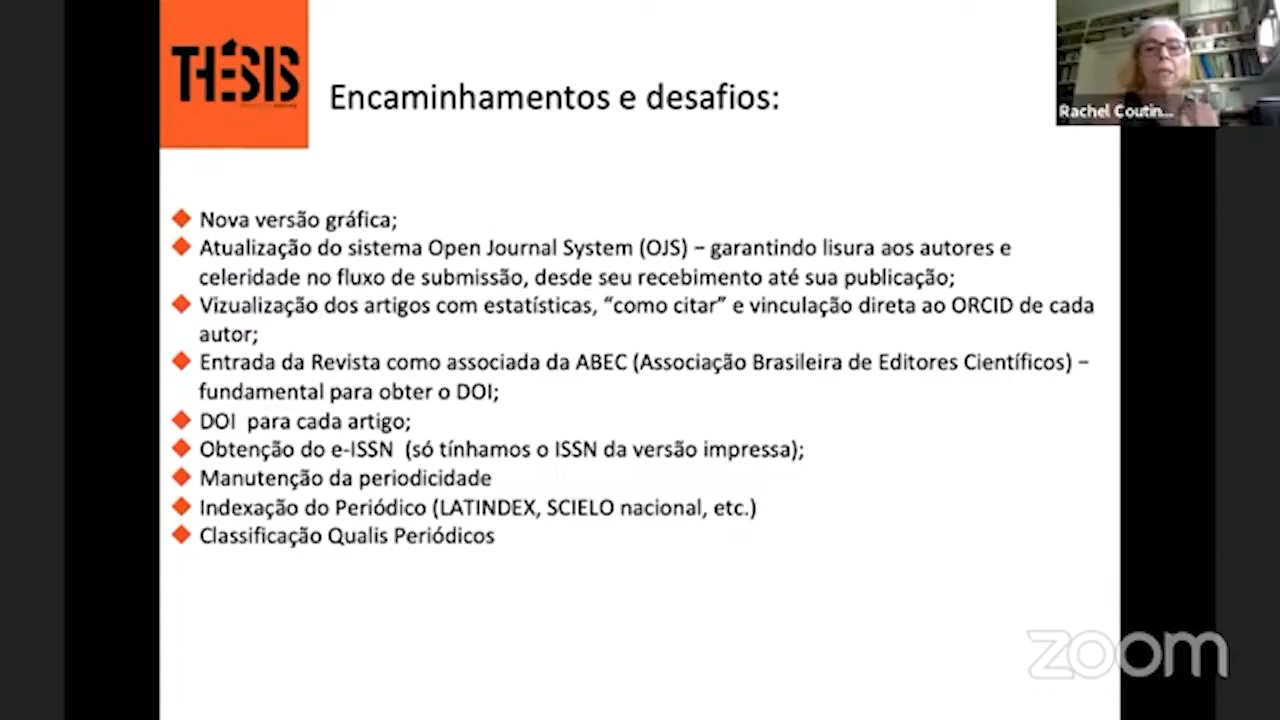 THÉSIS
Encaminhamentos e desafios:
Rachel Coutin...
Nova versão gráfica;
Atualização do sistema Open Journal System (OJS) – garantindo lisura aos autores e
celeridade no fluxo de submissão, desde seu recebimento até sua publicação;
Vizualização dos artigos com estatísticas, “como citar” e vinculação direta ao ORCID de cada
autor;
Entrada da Revista como associada da ABEC (Associação Brasileira de Editores Científicos) –
fundamental para obter o DOI;
DOI para cada artigo;
Obtenção do e-ISSN (só tínhamos o ISSN da versão impressa);
Manutenção da periodicidade
Indexação do Periódico (LATINDEX, SCIELO nacional, etc.)
Classificação Qualis Periódicos
zoom